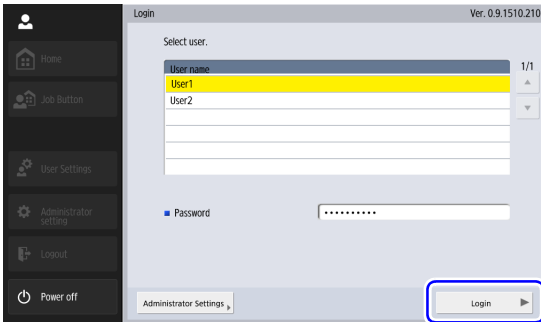 Login
Ver. 0.9.1510.210
Home
Job Button
User Settings
Administrator
setting
Logout
Power off
Select user.
User name
1/1
User1
User2
Password
••••••••••
Administrator Settings
Login